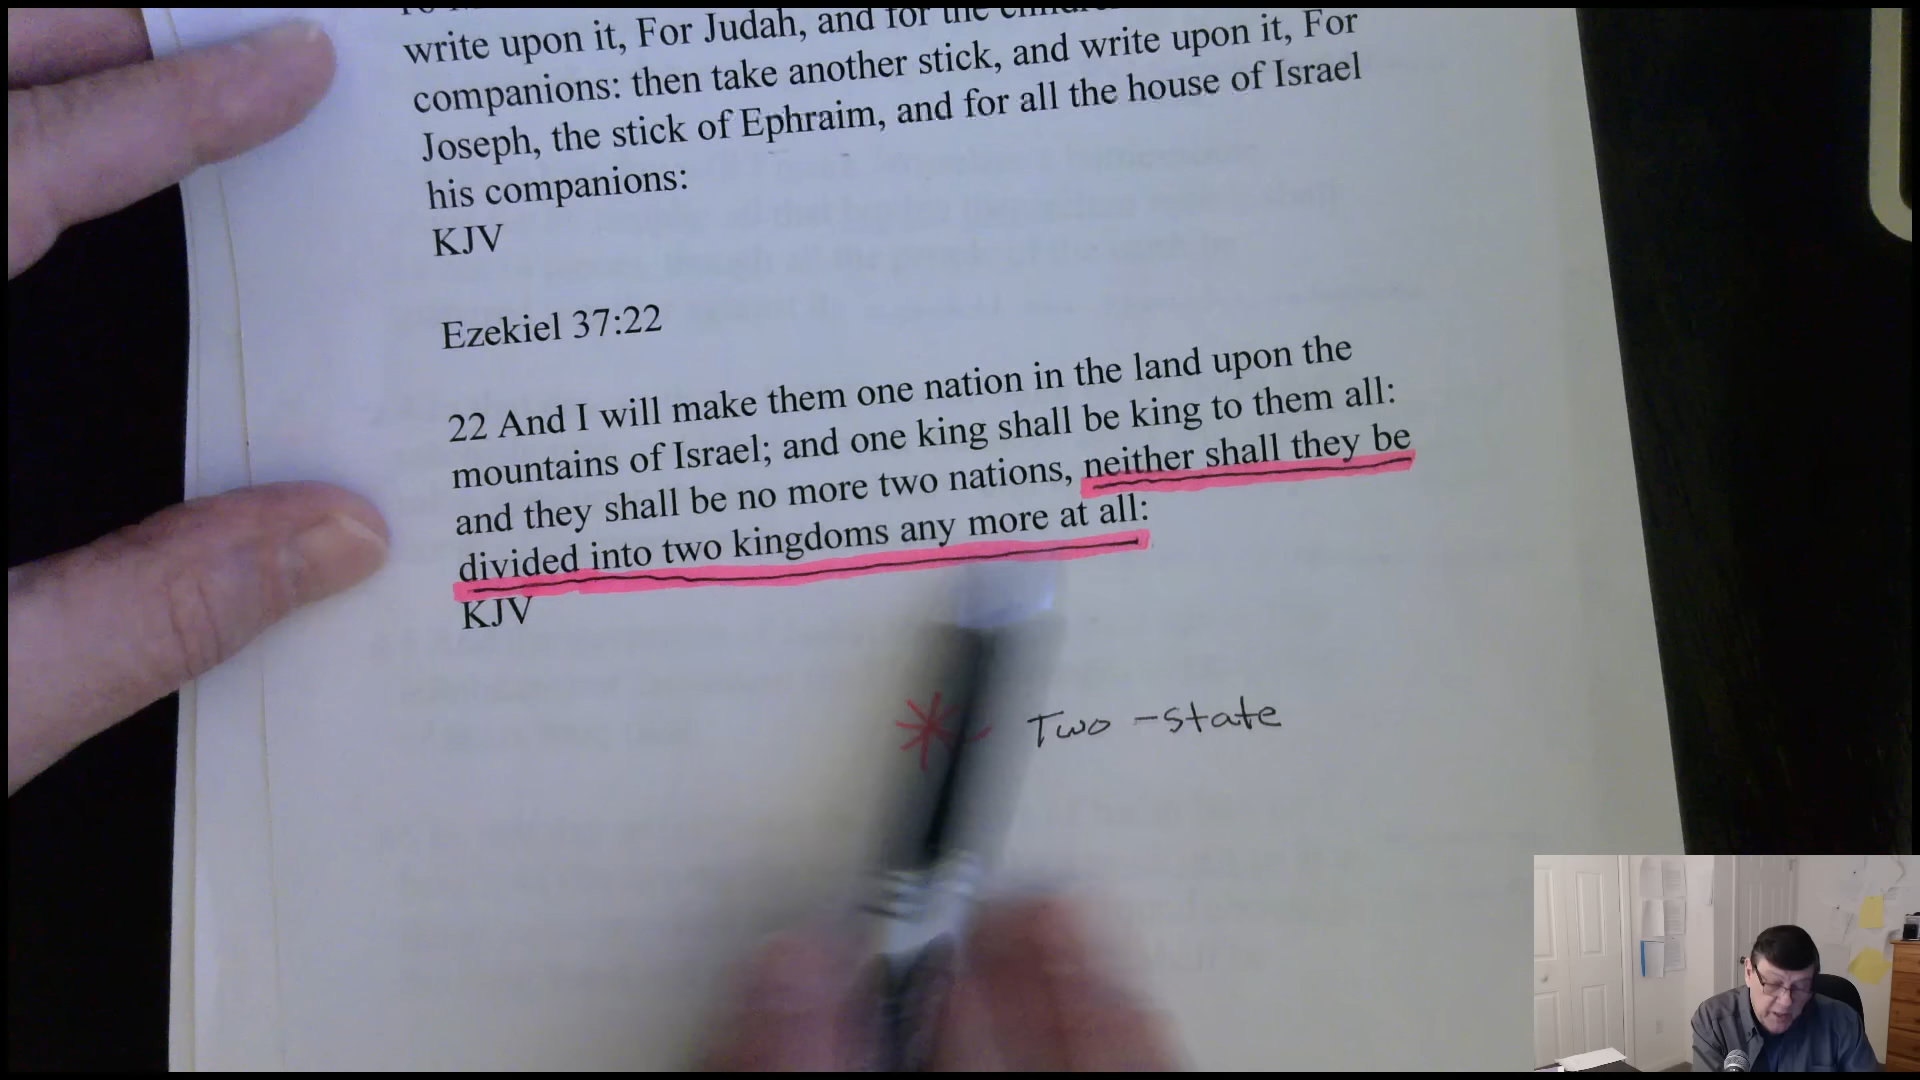 write upon it, For Judah, and for the
companions: then take another stick, and write upon it, For
Joseph, the stick of Ephraim, and for all the house of Israel
his companions:
KJV
Ezekiel 37:22
22 And I will make them one nation in the land upon the
mountains of Israel; and one king shall be king to them all:
and they shall be no more two nations, neither shall they be
divided into two kingdoms any more at all:
KJV
Two-state